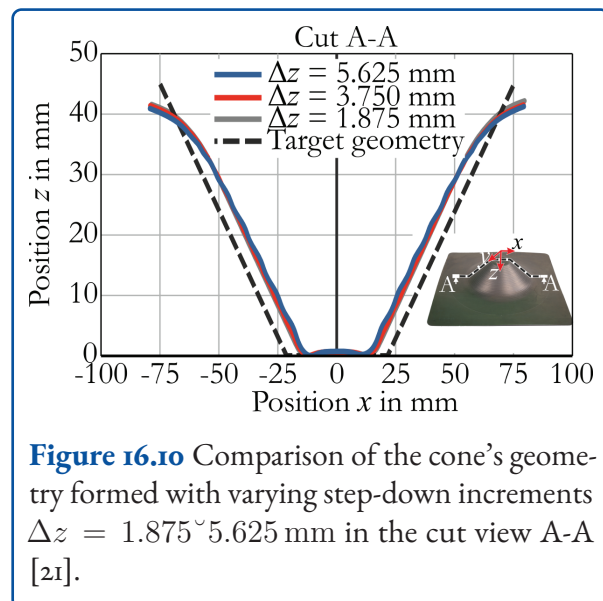 Cut A-A
50
40
30
20
10
0
Position z in mm
Δz = 5.625 mm
Δz = 3.750 mm
Δz = 1.875 mm
Target geometry
x
y
z
A A
-100 -75 -50 -25 0 25 50 75 100
Position x in mm
Figure 16.10 Comparison of the cone’s geome-
try formed with varying step-down increments
Δz = 1.875˘5.625 mm in the cut view A-A
[21].